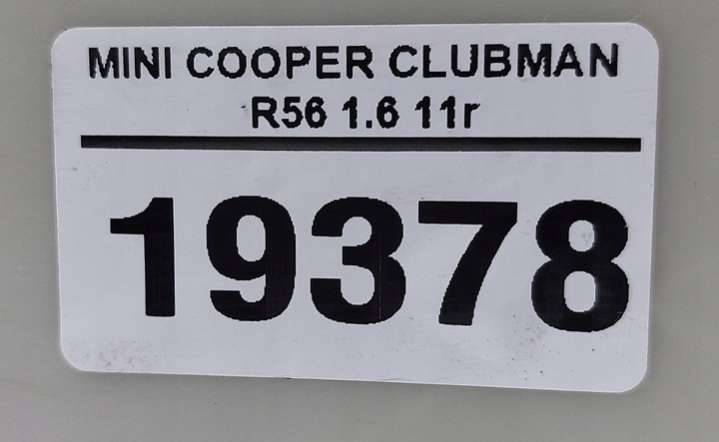 MINI COOPER CLUBMAN
R56 1.6 11r
19378